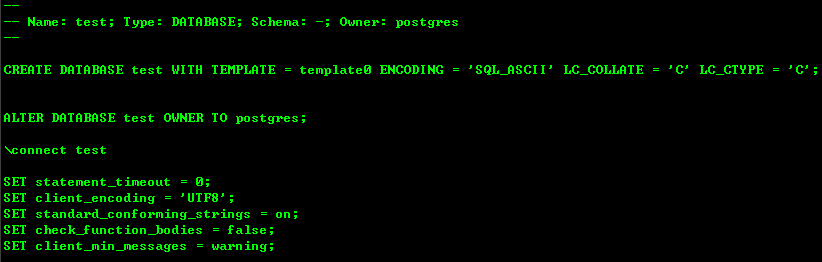 --
-- Name: test; Type: DATABASE; Schema: -; Owner: postgres
--
CREATE DATABASE test WITH TEMPLATE = template0 ENCODING = 'SQL_ASCII' LC_COLLATE = 'C' LC_CTYPE = 'C';
ALTER DATABASE test OWNER TO postgres;
\connect test
SET statement_timeout = 0;
SET client_encoding = 'UTF8';
SET standard_conforming_strings = on;
SET check_function_bodies = false;
SET client_min_messages = warning;